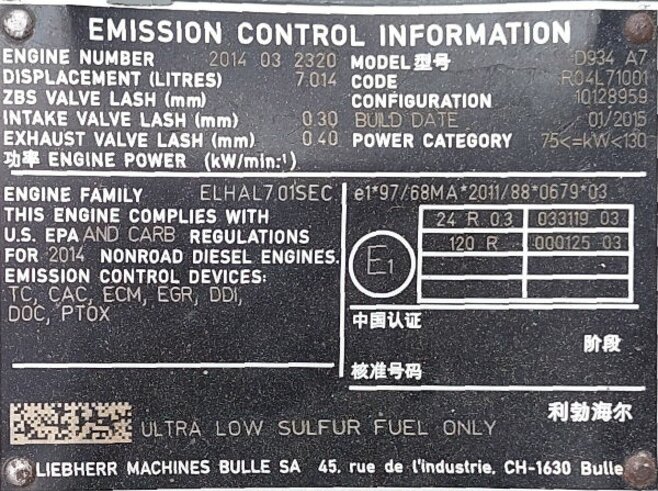 EMISSION CONTROL INFORMATION
ENGINE NUMBER 2014 03 2320
DISPLACEMENT (LITRES) 7.014
ZBS VALVE LASH (mm)
INTAKE VALVE LASH (mm) 0.30
EXHAUST VALVE LASH (mm) 0.40
功率 ENGINE POWER (kW/min-¹)
MODEL型号 D934 A7
CODE R04L71001
CONFIGURATION 10128959
BUILD DATE 01/2015
POWER CATEGORY 75<=kW<130
ENGINE FAMILY ELHAL7.01SEC
THIS ENGINE COMPLIES WITH
U.S. EPA AND CARB REGULATIONS
FOR 2014 NONROAD DIESEL ENGINES.
EMISSION CONTROL DEVICES:
TC, CAC, ECM, EGR, DDI,
DOC, PTOX
e1*97/68MA*2011/88*0679*03
E1
24 R 03 033119 03
120 R 000125 03
中国认证
阶段
核准号码
利勃海尔
ULTRA LOW SULFUR FUEL ONLY
LIEBHERR MACHINES BULLE SA 45, rue de l'industrie, CH-1630 Bulle